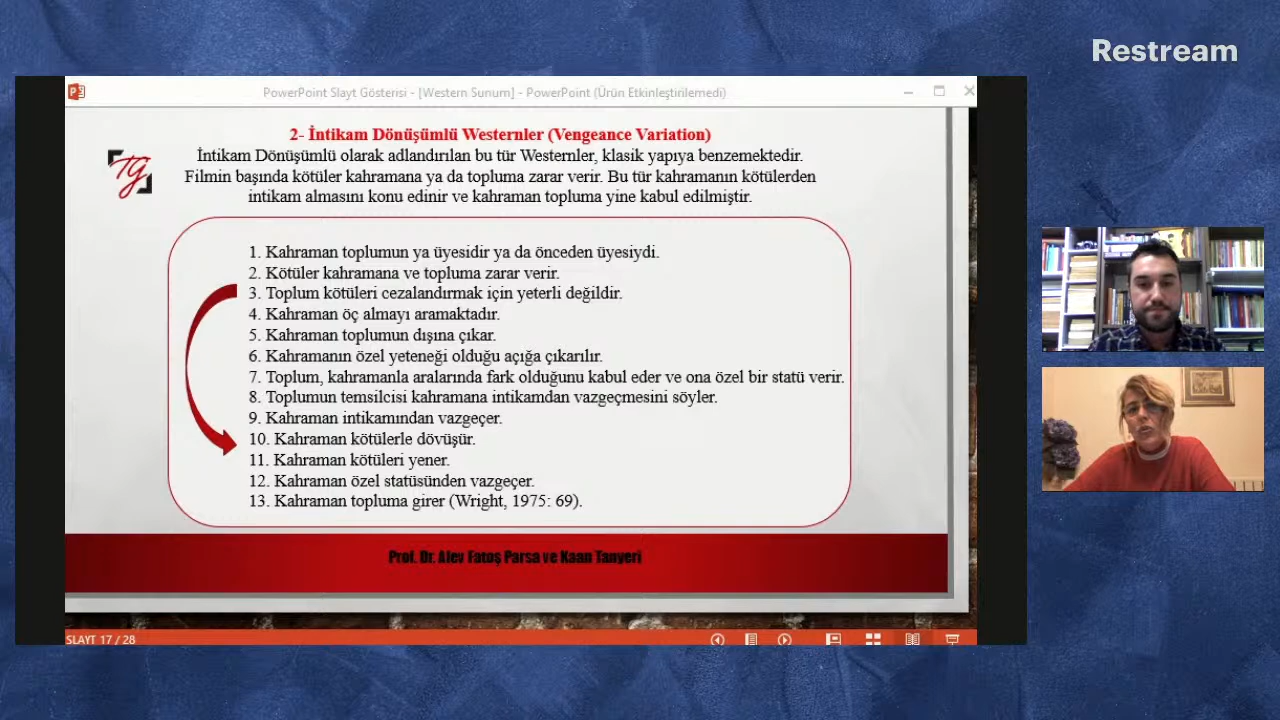 Restream
PowerPoint Slayt Gösterisi - [Western Sunum] - PowerPoint (Ürün Etkinleştirilemedi)
2- İntikam Dönüşümlü Westernler (Vengeance Variation)
İntikam Dönüşümlü olarak adlandırılan bu tür Westernler, klasik yapıya benzemektedir.
Filmin başında kötüler kahramana ya da topluma zarar verir. Bu tür kahramanın kötülerden
intikam almasını konu edinir ve kahraman topluma yine kabul edilmiştir.
TG
1. Kahraman toplumun ya üyesidir ya da önceden üyesiydi.
2. Kötüler kahramana ve topluma zarar verir.
3. Toplum kötüleri cezalandırmak için yeterli değildir.
4. Kahraman öç almayı aramaktadır.
5. Kahraman toplumun dışına çıkar.
6. Kahramanın özel yeteneği olduğu açığa çıkarılır.
7. Toplum, kahramanla aralarında fark olduğunu kabul eder ve ona özel bir statü verir.
8. Toplumun temsilcisi kahramana intikamdan vazgeçmesini söyler.
9. Kahraman intikamından vazgeçer.
10. Kahraman kötülerle dövüşür.
11. Kahraman kötüleri yener.
12. Kahraman özel statüsünden vazgeçer.
13. Kahraman topluma girer (Wright, 1975: 69).
Prof. Dr. Alev Fatoş Parsa ve Kaan Tanyeri
SLAYT 17 / 28